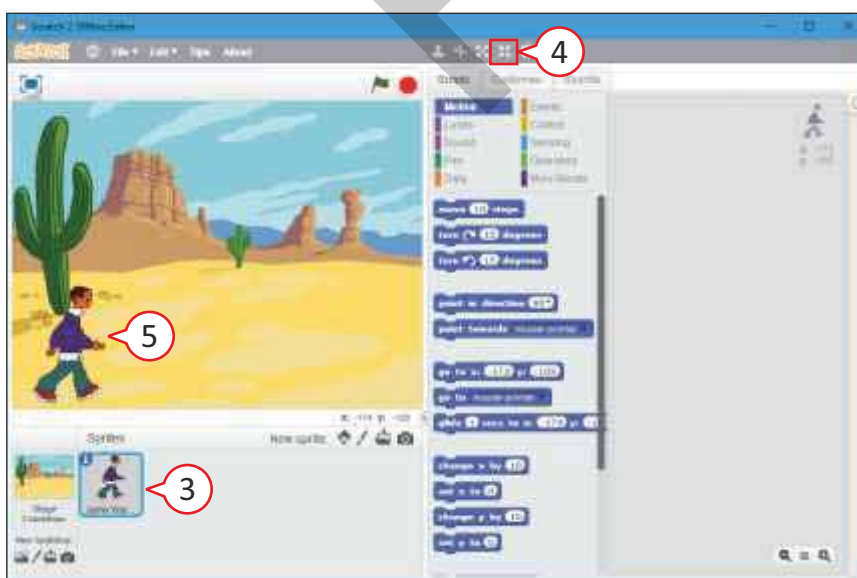 Scratch 2 Offline Editor
SCRATCH File Edit Tips About
4
Scripts Costumes Sounds
Motion Events
Looks Control
Sound Sensing
Pen Operators
Data More Blocks
move 10 steps
turn 15 degrees
turn 15 degrees
point in direction 90
point towards mouse-pointer
go to x: y:
go to mouse-pointer
glide 1 secs to x: y:
change x by 10
set x to 0
change y by 10
set y to 0
5
Sprites New sprite:
3
Stage
New backdrop: